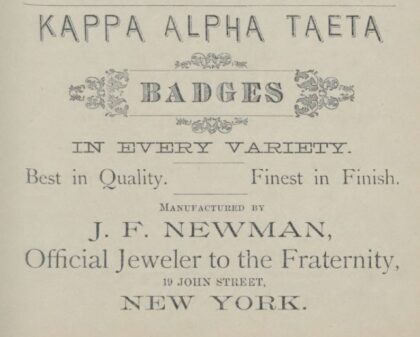 KAPPA ALPHA TAETA
BADGES
IN EVERY VARIETY.
Best in Quality. Finest in Finish.
MANUFACTURED BY
J. F. NEWMAN,
Official Jeweler to the Fraternity,
19 JOHN STREET,
NEW YORK.